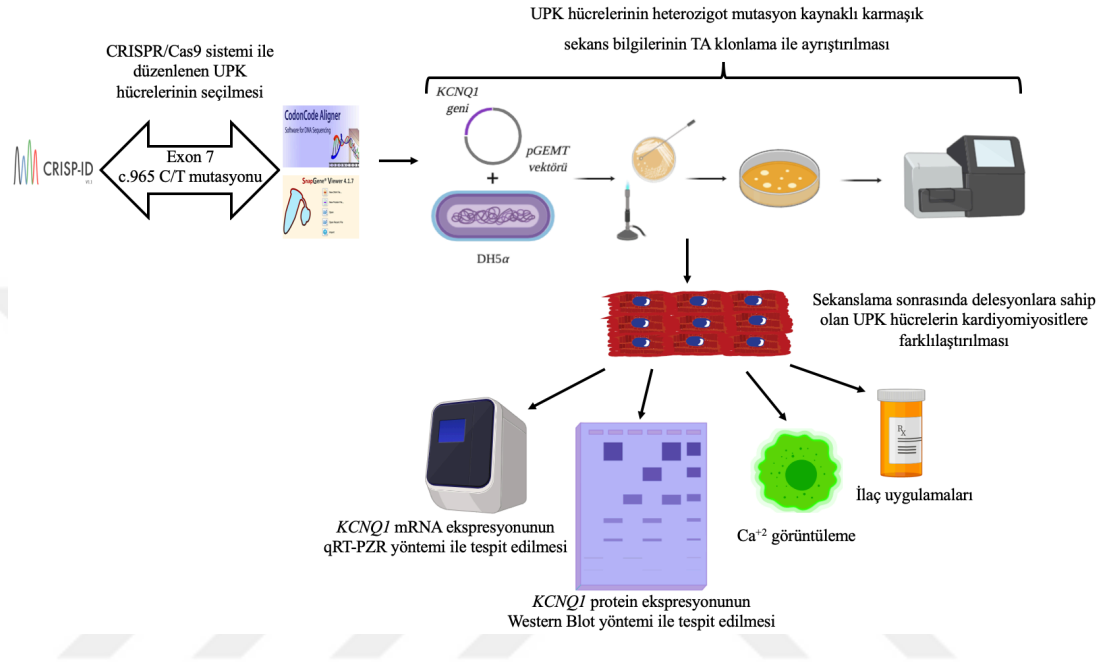 UPK hücrelerinin heterozigot mutasyon kaynaklı karmaşık
sekans bilgilerinin TA klonlama ile ayrıştırılması
CRISPR/Cas9 sistemi ile
düzenlenen UPK
hücrelerinin seçilmesi
CRISP-ID
Exon 7
c.965 C/T mutasyonu
CodonCode Aligner
Software for DNA Sequencing
SnapGene® Viewer 4.1.7
KCNQ1
geni
pGEMT
vektörü
+
DH5α
Sekanslama sonrasında delesyonlara sahip
olan UPK hücrelerin kardiyomiyositlere
farklılaştırılması
Rx
KCNQ1 mRNA ekspresyonunun
qRT-PZR yöntemi ile tespit edilmesi
KCNQ1 protein ekspresyonunun
Western Blot yöntemi ile tespit edilmesi
Ca+2 görüntüleme
İlaç uygulamaları